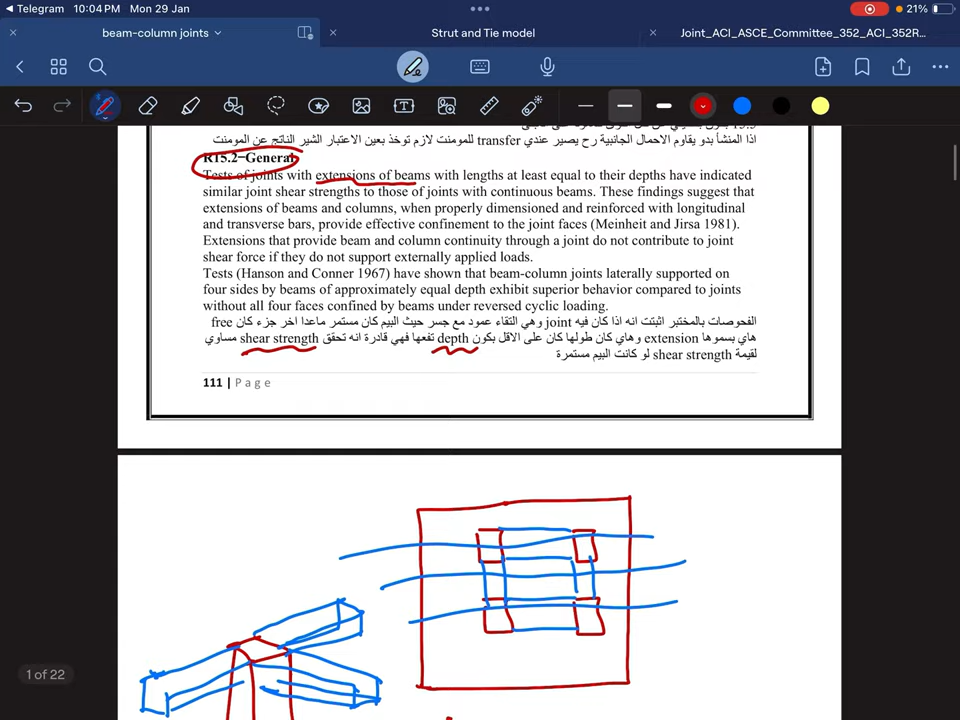 Telegram 10:04 PM Mon 29 Jan 21%
beam-column joints
Strut and Tie model
Joint_ACI_ASCE_Committee_352_ACI_352R...
اذا المنشأ بدو يقاوم الاحمال الجانبية رح يصير عندي transfer للمومنت لازم توخذ بعين الاعتبار الشير الناتج عن المومنت
R15.2–General
Tests of joints with extensions of beams with lengths at least equal to their depths have indicated
similar joint shear strengths to those of joints with continuous beams. These findings suggest that
extensions of beams and columns, when properly dimensioned and reinforced with longitudinal
and transverse bars, provide effective confinement to the joint faces (Meinheit and Jirsa 1981).
Extensions that provide beam and column continuity through a joint do not contribute to joint
shear force if they do not support externally applied loads.
Tests (Hanson and Conner 1967) have shown that beam-column joints laterally supported on
four sides by beams of approximately equal depth exhibit superior behavior compared to joints
without all four faces confined by beams under reversed cyclic loading.
الفحوصات بالمختبر اثبتت انه اذا كان فيه joint وهي التقاء عمود مع جسر حيث البيم كان مستمر ماعدا اخر جزء كان free
هاي بسموها extension وهاي كان طولها كان على الاقل بكون depth تفعها فهي قادرة انه تحقق shear strength مساوي
لقيمة shear strength لو كانت البيم مستمرة
111 | Page
1 of 22